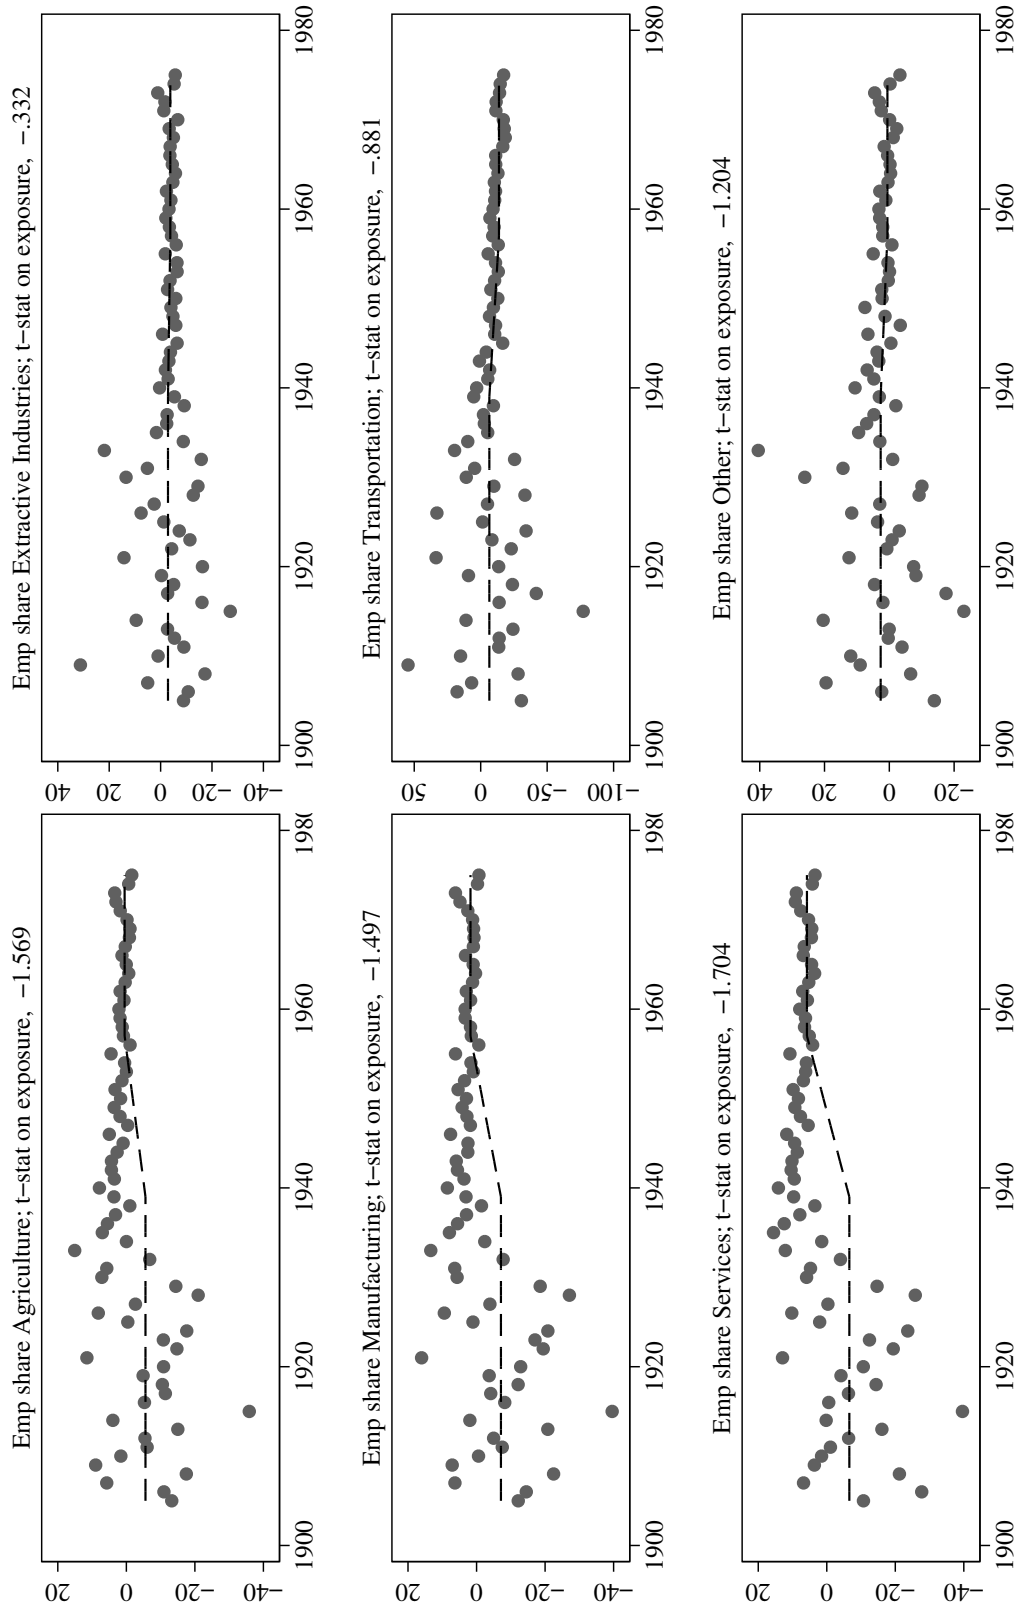 Emp share Agriculture; t−stat on exposure, −1.569
20
0
−20
−40
1900 1920 1940 1960 1980
Emp share Extractive Industries; t−stat on exposure, −.332
40
20
0
−20
−40
1900 1920 1940 1960 1980
Emp share Manufacturing; t−stat on exposure, −1.497
20
0
−20
−40
1900 1920 1940 1960 1980
Emp share Transportation; t−stat on exposure, −.881
50
0
−50
−100
1900 1920 1940 1960 1980
Emp share Services; t−stat on exposure, −1.704
20
0
−20
−40
1900 1920 1940 1960 1980
Emp share Other; t−stat on exposure, −1.204
40
20
0
−20
1900 1920 1940 1960 1980